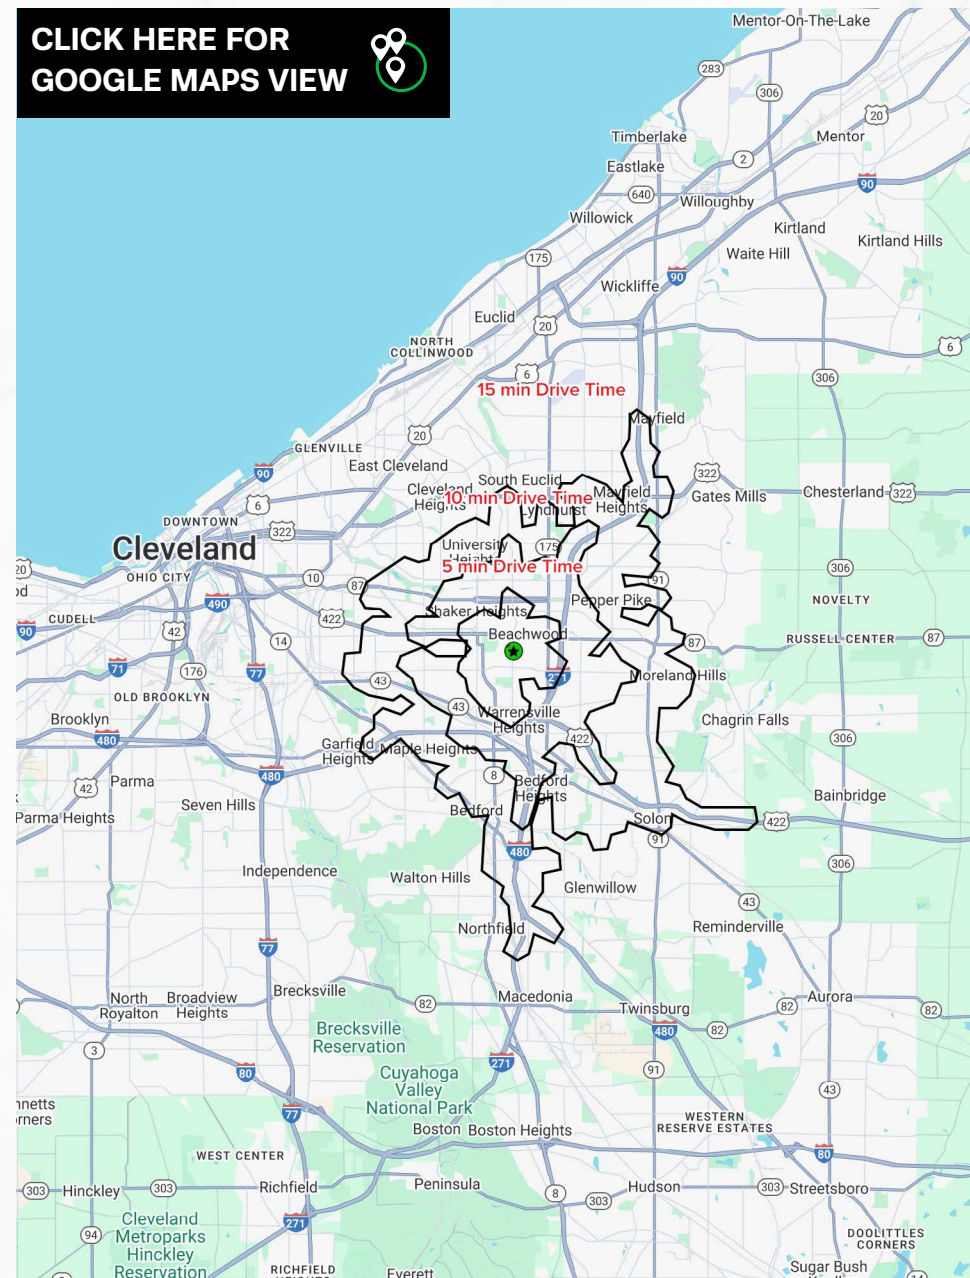 CLICK HERE FOR
GOOGLE MAPS VIEW
Mentor-On-The-Lake
283
306
20
Timberlake
Mentor
2
Eastlake
90
640
Willoughby
Willowick
Kirtland
Kirtland Hills
Waite Hill
175
90
Wickliffe
Euclid
20
NORTH
COLLINWOOD
6
6
306
15 min Drive Time
Mayfield
20
GLENVILLE
East Cleveland
90
322
South Euclid
Cleveland
Heights
10 min Drive Time
Mayfield
Heights
Gates Mills
Chesterland
322
6
Lyndhurst
DOWNTOWN
322
Cleveland
University
Heights
175
5 min Drive Time
20
306
OHIO CITY
10
87
91
490
Pepper Pike
NOVELTY
CUDELL
422
Shaker Heights
90
42
Beachwood
14
87
RUSSELL CENTER
87
71
176
77
271
Moreland Hills
43
OLD BROOKLYN
43
Warrensville
Heights
Brooklyn
480
Chagrin Falls
422
306
Garfield
Heights
Maple Heights
480
8
Parma
42
Bedford
Heights
Bainbridge
Seven Hills
Bedford
Parma Heights
Solon
422
91
480
306
Independence
Walton Hills
Glenwillow
43
Northfield
Reminderville
77
Brecksville
North
Royalton
Broadview
Heights
82
Macedonia
Aurora
Twinsburg
82
82
480
82
Brecksville
Reservation
3
271
80
91
Cuyahoga
Valley
National Park
43
77
nnetts
orners
WESTERN
RESERVE ESTATES
Boston
Boston Heights
WEST CENTER
80
303
Hinckley
303
Richfield
Peninsula
8
303
Hudson
303
Streetsboro
271
94
Cleveland
Metroparks
Hinckley
Reservation
DOOLITTLES
CORNERS
RICHFIELD
Everett
Sugar Bush